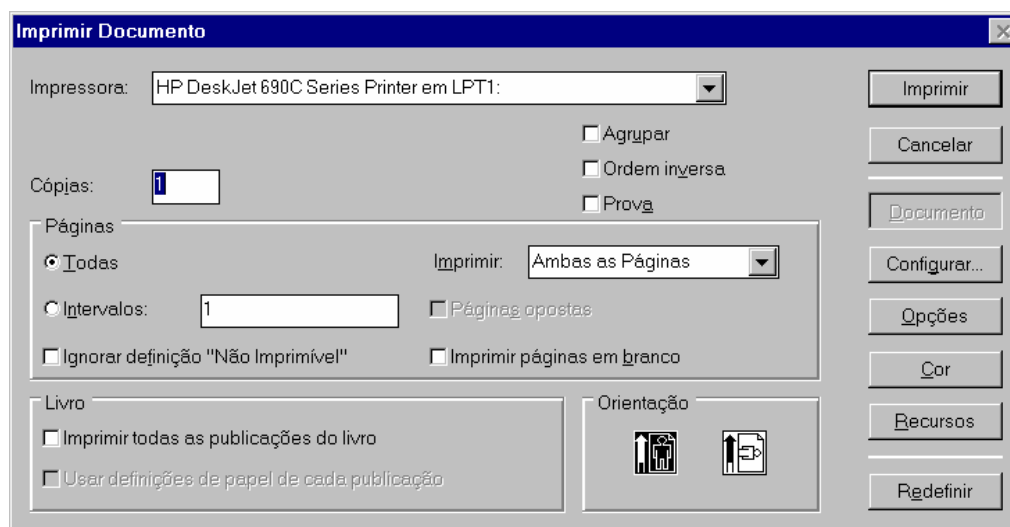 Imprimir Documento
Impressora: HP DeskJet 690C Series Printer em LPT1:
Imprimir
Agrupar
Cancelar
Ordem inversa
Cópias: 1
Prova
Documento
Páginas
Todas
Imprimir: Ambas as Páginas
Configurar...
Intervalos: 1
Páginas opostas
Opções
Ignorar definição "Não Imprimível"
Imprimir páginas em branco
Cor
Livro
Orientação
Imprimir todas as publicações do livro
Recursos
Usar definições de papel de cada publicação
Redefinir